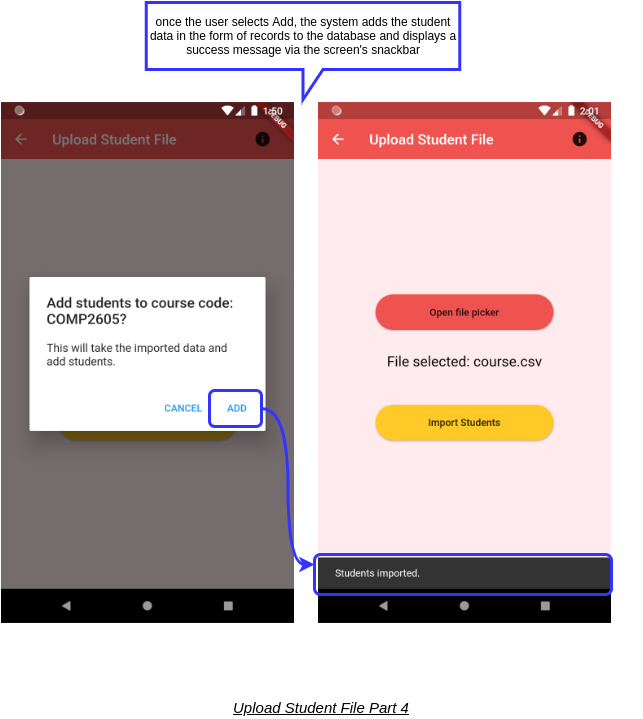 once the user selects Add, the system adds the student
data in the form of records to the database and displays a
success message via the screen's snackbar
1:50
DEBUG
Upload Student File
Add students to course code:
COMP2605?
This will take the imported data and
add students.
CANCEL ADD
2:01
DEBUG
Upload Student File
Open file picker
File selected: course.csv
Import Students
Students imported.
Upload Student File Part 4